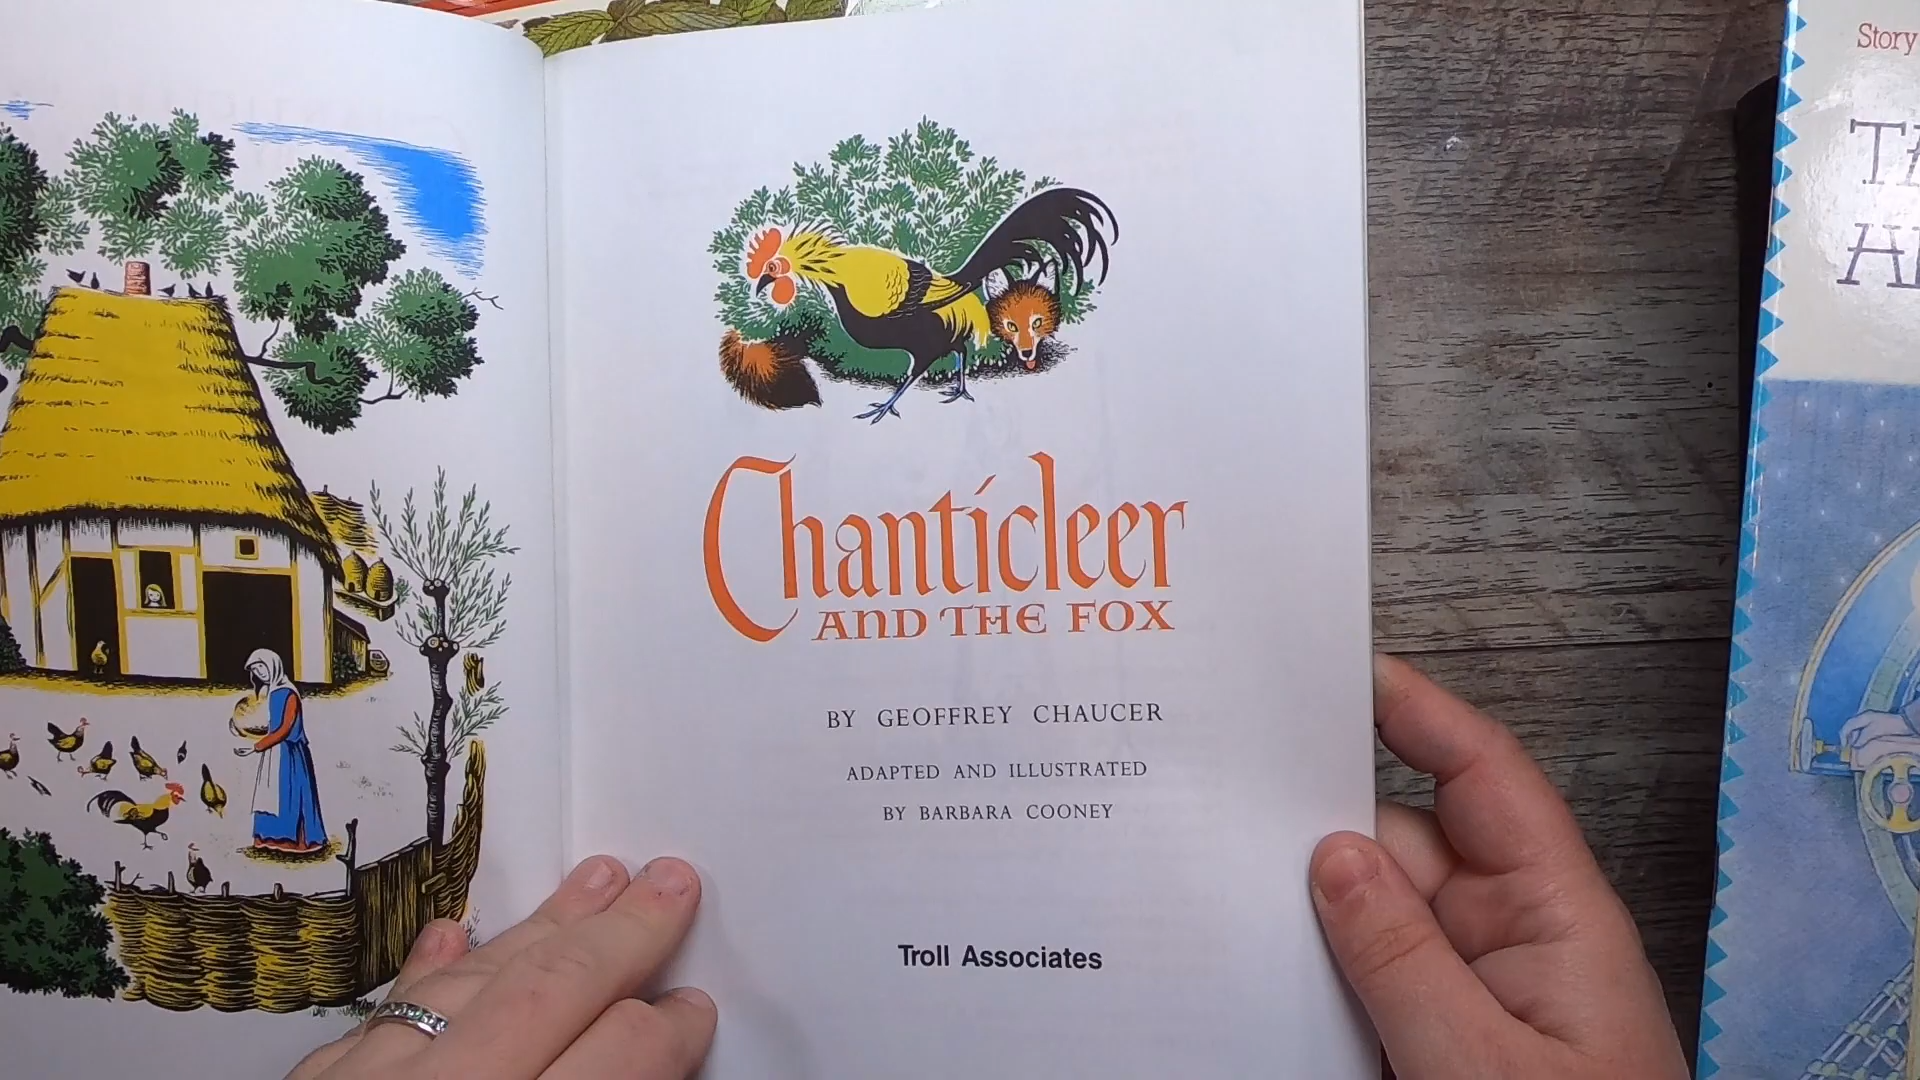 Chanticleer
AND THE FOX
BY GEOFFREY CHAUCER
ADAPTED AND ILLUSTRATED
BY BARBARA COONEY
Troll Associates
Story